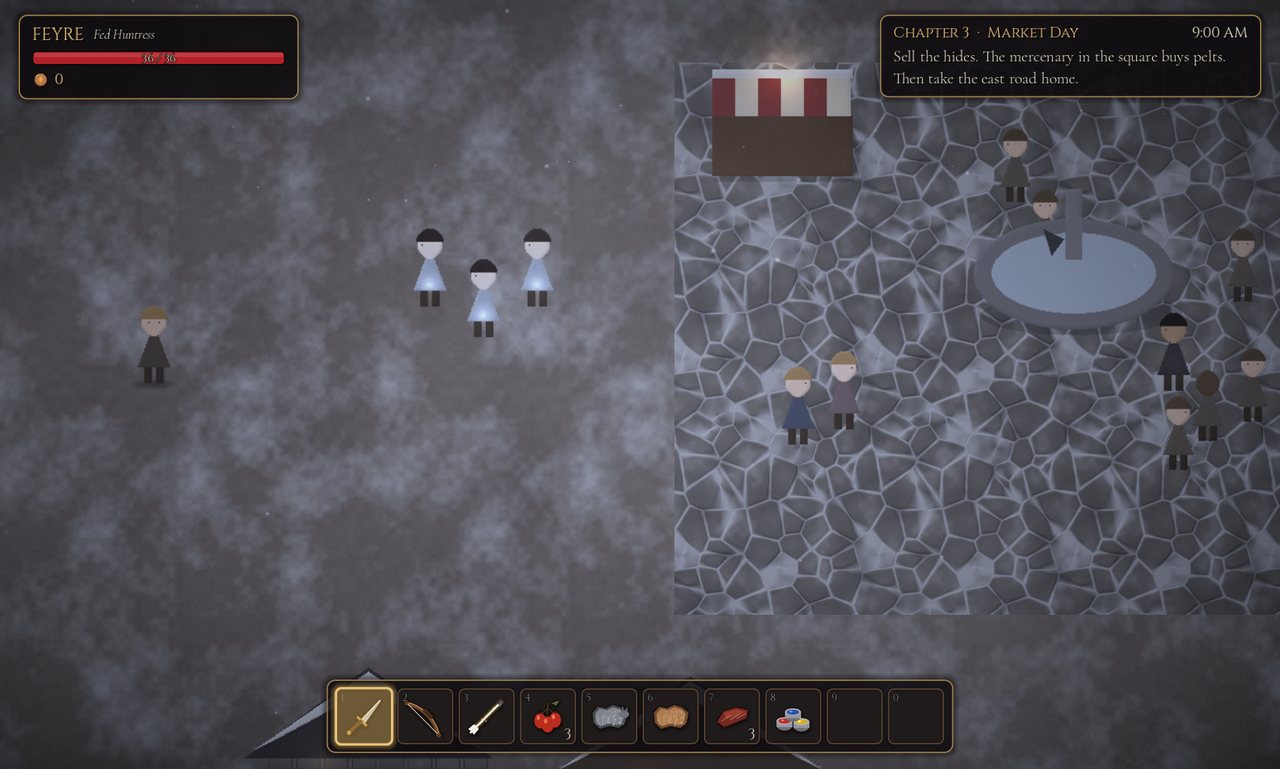 FEYRE Fed Huntress
36 / 36
0
CHAPTER 3 · MARKET DAY 9:00 AM
Sell the hides. The mercenary in the square buys pelts.
Then take the east road home.
1 2 3 4 5 6 7 8 9 0
3 3